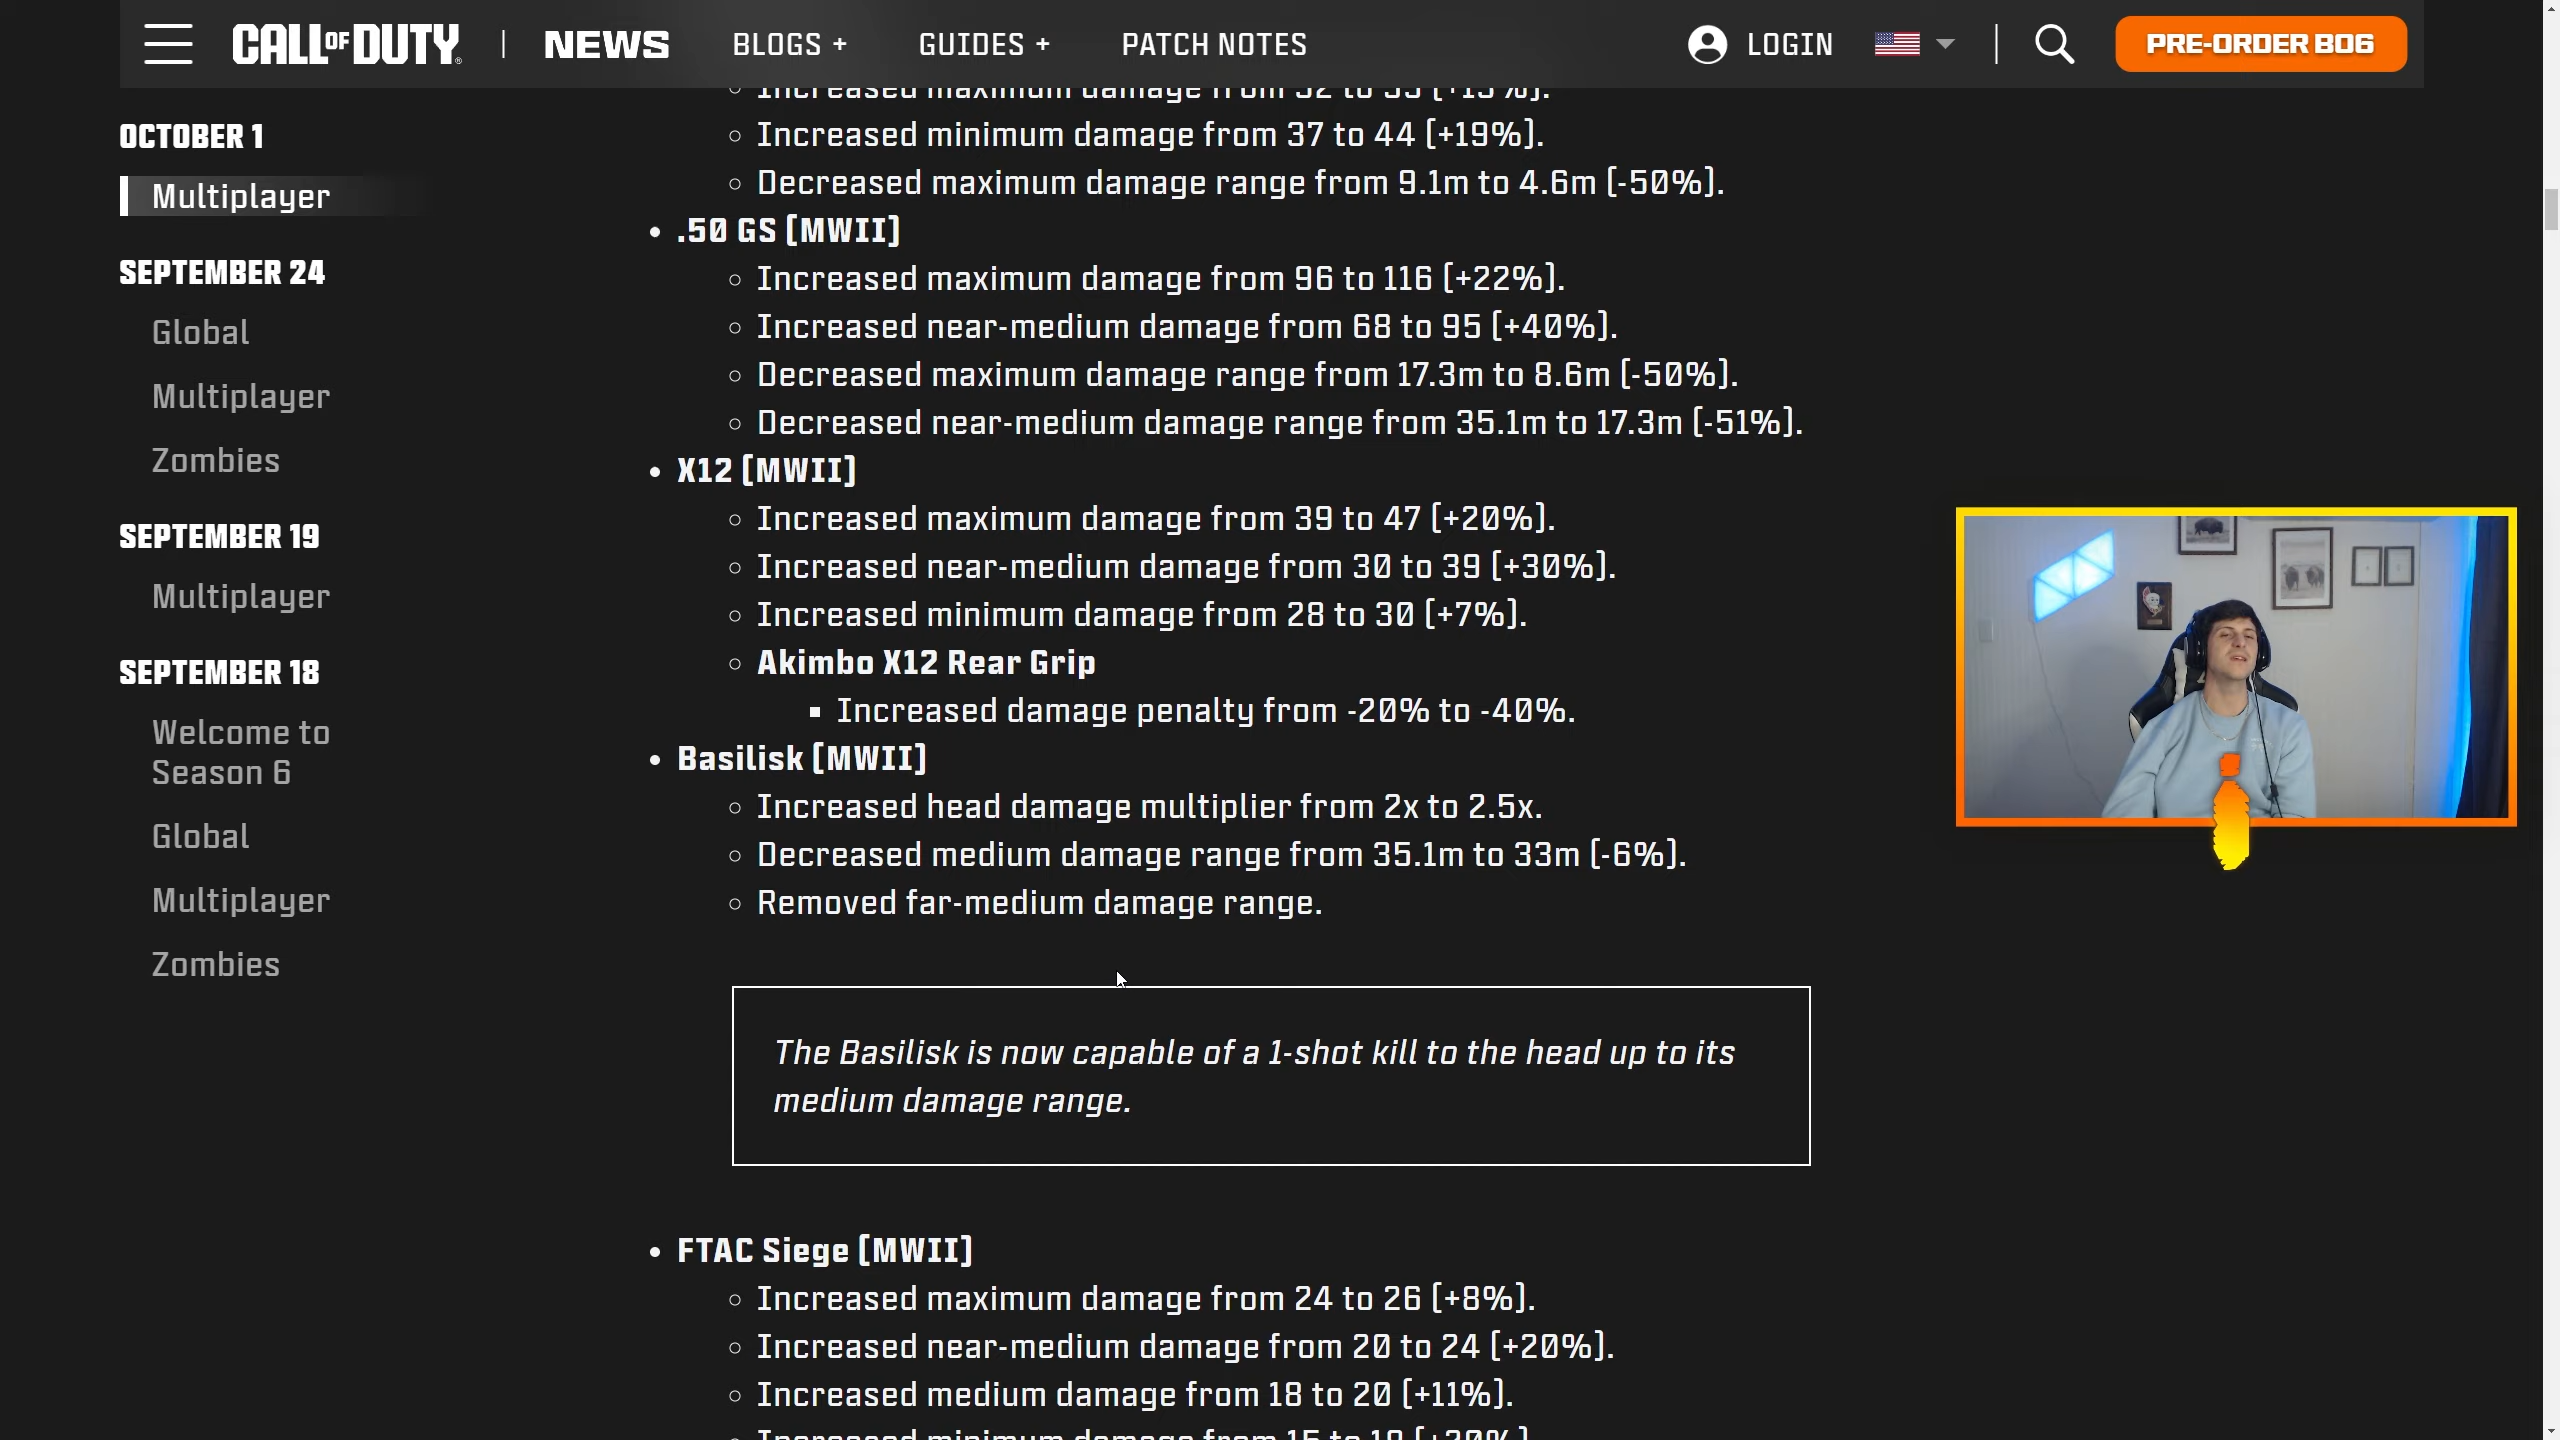 CALL OF DUTY | NEWS BLOGS + GUIDES + PATCH NOTES LOGIN PRE-ORDER BO6
OCTOBER 1
Multiplayer
SEPTEMBER 24
Global
Multiplayer
Zombies
SEPTEMBER 19
Multiplayer
SEPTEMBER 18
Welcome to
Season 6
Global
Multiplayer
Zombies
Increased maximum damage from
Increased minimum damage from 37 to 44 [+19%].
Decreased maximum damage range from 9.1m to 4.6m [-50%].
.50 GS [MWII]
Increased maximum damage from 96 to 116 [+22%].
Increased near-medium damage from 68 to 95 [+40%].
Decreased maximum damage range from 17.3m to 8.6m [-50%].
Decreased near-medium damage range from 35.1m to 17.3m [-51%].
X12 [MWII]
Increased maximum damage from 39 to 47 [+20%].
Increased near-medium damage from 30 to 39 [+30%].
Increased minimum damage from 28 to 30 [+7%].
Akimbo X12 Rear Grip
Increased damage penalty from -20% to -40%.
Basilisk [MWII]
Increased head damage multiplier from 2x to 2.5x.
Decreased medium damage range from 35.1m to 33m [-6%].
Removed far-medium damage range.
The Basilisk is now capable of a 1-shot kill to the head up to its
medium damage range.
FTAC Siege [MWII]
Increased maximum damage from 24 to 26 [+8%].
Increased near-medium damage from 20 to 24 [+20%].
Increased medium damage from 18 to 20 [+11%].
Increased minimum damage from